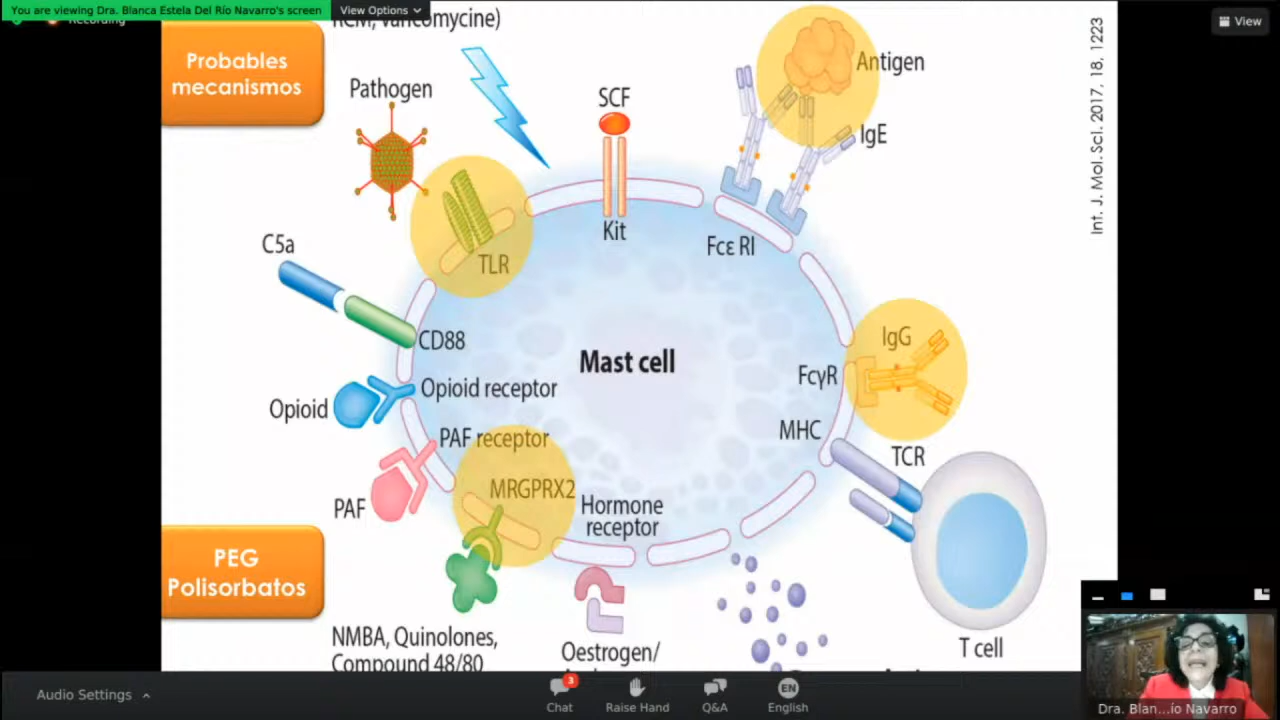 You are viewing Dra. Blanca Estela Del Río Navarro's screen
View Options
Recording
View
vancomycine)
Probables
mecanismos
Pathogen
SCF
Antigen
IgE
Int. J. Mol. Sci. 2017, 18, 1223
Kit
Fcε RI
TLR
C5a
CD88
IgG
Mast cell
FcγR
Opioid receptor
Opioid
MHC
PAF receptor
TCR
MRGPRX2
PAF
Hormone
receptor
PEG
Polisorbatos
NMBA, Quinolones,
Compound 48/80
Oestrogen/
T cell
Audio Settings
3
Chat
Raise Hand
Q&A
EN
English
Dra. Blan...ío Navarro